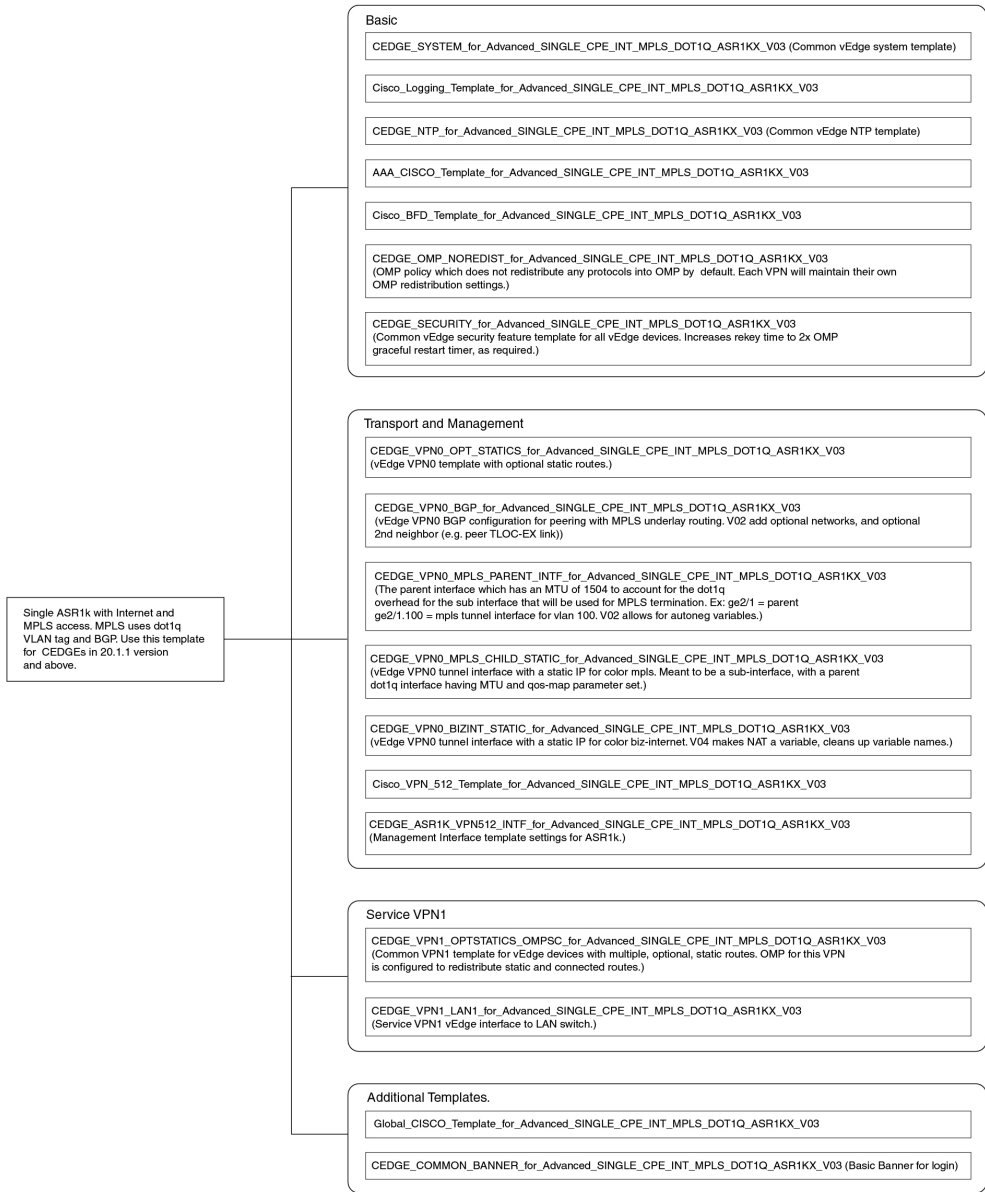 Single ASR1k with Internet and
MPLS access. MPLS uses dot1q
VLAN tag and BGP. Use this template
for CEDGEs in 20.1.1 version
and above.
Basic
CEDGE_SYSTEM_for_Advanced_SINGLE_CPE_INT_MPLS_DOT1Q_ASR1KX_V03 (Common vEdge system template)
Cisco_Logging_Template_for_Advanced_SINGLE_CPE_INT_MPLS_DOT1Q_ASR1KX_V03
CEDGE_NTP_for_Advanced_SINGLE_CPE_INT_MPLS_DOT1Q_ASR1KX_V03 (Common vEdge NTP template)
AAA_CISCO_Template_for_Advanced_SINGLE_CPE_INT_MPLS_DOT1Q_ASR1KX_V03
Cisco_BFD_Template_for_Advanced_SINGLE_CPE_INT_MPLS_DOT1Q_ASR1KX_V03
CEDGE_OMP_NOREDIST_for_Advanced_SINGLE_CPE_INT_MPLS_DOT1Q_ASR1KX_V03
(OMP policy which does not redistribute any protocols into OMP by default. Each VPN will maintain their own
OMP redistribution settings.)
CEDGE_SECURITY_for_Advanced_SINGLE_CPE_INT_MPLS_DOT1Q_ASR1KX_V03
(Common vEdge security feature template for all vEdge devices. Increases rekey time to 2x OMP
graceful restart timer, as required.)
Transport and Management
CEDGE_VPN0_OPT_STATICS_for_Advanced_SINGLE_CPE_INT_MPLS_DOT1Q_ASR1KX_V03
(vEdge VPN0 template with optional static routes.)
CEDGE_VPN0_BGP_for_Advanced_SINGLE_CPE_INT_MPLS_DOT1Q_ASR1KX_V03
(vEdge VPN0 BGP configuration for peering with MPLS underlay routing. V02 add optional networks, and optional
2nd neighbor (e.g. peer TLOC-EX link))
CEDGE_VPN0_MPLS_PARENT_INTF_for_Advanced_SINGLE_CPE_INT_MPLS_DOT1Q_ASR1KX_V03
(The parent interface which has an MTU of 1504 to account for the dot1q
overhead for the sub interface that will be used for MPLS termination. Ex: ge2/1 = parent
ge2/1.100 = mpls tunnel interface for vlan 100. V02 allows for autoneg variables.)
CEDGE_VPN0_MPLS_CHILD_STATIC_for_Advanced_SINGLE_CPE_INT_MPLS_DOT1Q_ASR1KX_V03
(vEdge VPN0 tunnel interface with a static IP for color mpls. Meant to be a sub-interface, with a parent
dot1q interface having MTU and qos-map parameter set.)
CEDGE_VPN0_BIZINT_STATIC_for_Advanced_SINGLE_CPE_INT_MPLS_DOT1Q_ASR1KX_V03
(vEdge VPN0 tunnel interface with a static IP for color biz-internet. V04 makes NAT a variable, cleans up variable names.)
Cisco_VPN_512_Template_for_Advanced_SINGLE_CPE_INT_MPLS_DOT1Q_ASR1KX_V03
CEDGE_ASR1K_VPN512_INTF_for_Advanced_SINGLE_CPE_INT_MPLS_DOT1Q_ASR1KX_V03
(Management Interface template settings for ASR1k.)
Service VPN1
CEDGE_VPN1_OPTSTATICS_OMPSC_for_Advanced_SINGLE_CPE_INT_MPLS_DOT1Q_ASR1KX_V03
(Common VPN1 template for vEdge devices with multiple, optional, static routes. OMP for this VPN
is configured to redistribute static and connected routes.)
CEDGE_VPN1_LAN1_for_Advanced_SINGLE_CPE_INT_MPLS_DOT1Q_ASR1KX_V03
(Service VPN1 vEdge interface to LAN switch.)
Additional Templates.
Global_CISCO_Template_for_Advanced_SINGLE_CPE_INT_MPLS_DOT1Q_ASR1KX_V03
CEDGE_COMMON_BANNER_for_Advanced_SINGLE_CPE_INT_MPLS_DOT1Q_ASR1KX_V03 (Basic Banner for login)